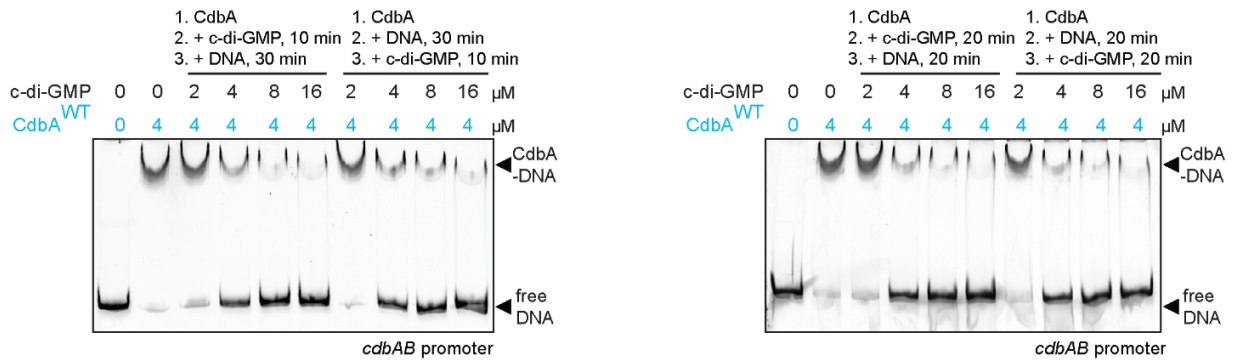 1. CdbA
2. + c-di-GMP, 10 min
3. + DNA, 30 min
1. CdbA
2. + DNA, 30 min
3. + c-di-GMP, 10 min
c-di-GMP 0 0 2 4 8 16 2 4 8 16 µM
CdbA WT 0 4 4 4 4 4 4 4 4 4 µM
CdbA
-DNA
free
DNA
cdbAB promoter
1. CdbA
2. + c-di-GMP, 20 min
3. + DNA, 20 min
1. CdbA
2. + DNA, 20 min
3. + c-di-GMP, 20 min
c-di-GMP 0 0 2 4 8 16 2 4 8 16 µM
CdbA WT 0 4 4 4 4 4 4 4 4 4 µM
CdbA
-DNA
free
DNA
cdbAB promoter